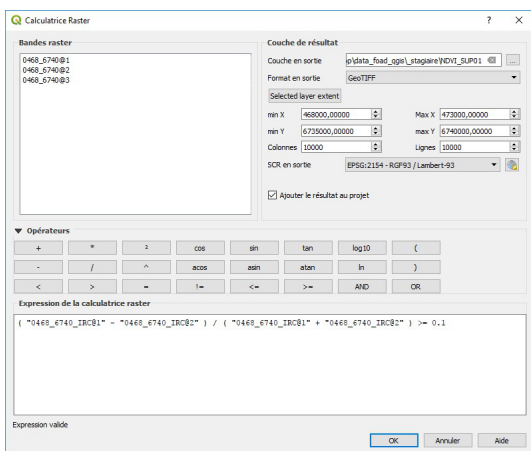 Calculatrice Raster
? ×
Bandes raster
0468_6740@1
0468_6740@2
0468_6740@3
Couche de résultat
Couche en sortie p\data_foad_qgis\_stagiaire\NDVI_SUP01 ...
Format en sortie GeoTIFF
Selected layer extent
min X 468000,00000 Max X 473000,00000
min Y 6735000,00000 max Y 6740000,00000
Colonnes 10000 Lignes 10000
SCR en sortie EPSG:2154 - RGF93 / Lambert-93
Ajouter le résultat au projet
Opérateurs
+ * ² cos sin tan log10 (
- / ^ acos asin atan ln )
< > = != <= >= AND OR
Expression de la calculatrice raster
( "0468_6740_IRC@1" - "0468_6740_IRC@2" ) / ( "0468_6740_IRC@1" + "0468_6740_IRC@2" ) >= 0.1
Expression valide
OK Annuler Aide